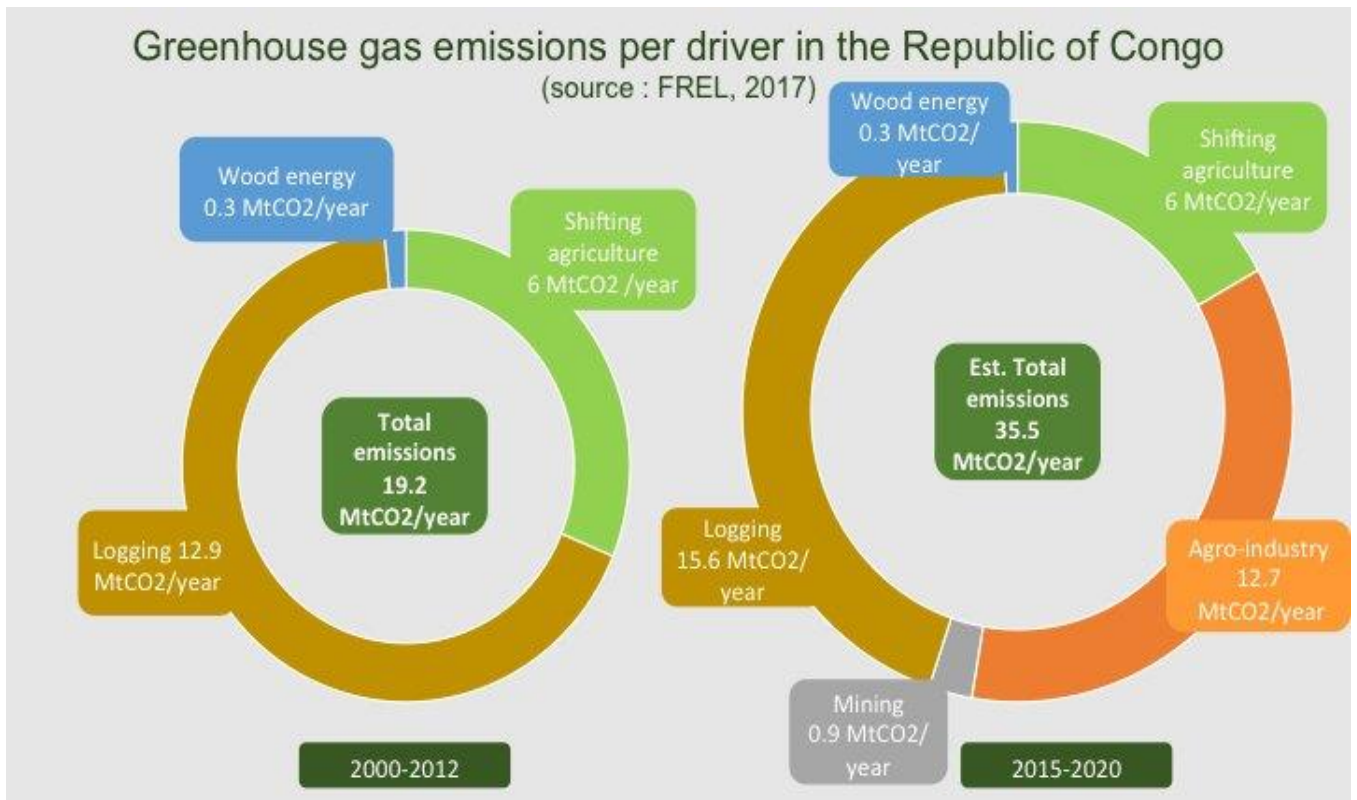 Greenhouse gas emissions per driver in the Republic of Congo
(source : FREL, 2017)
Wood energy
0.3 MtCO2/year
Shifting
agriculture
6 MtCO2 /year
Total
emissions
19.2
MtCO2/year
Logging 12.9
MtCO2/year
2000-2012
Wood energy
0.3 MtCO2/
year
Shifting
agriculture
6 MtCO2/year
Est. Total
emissions
35.5
MtCO2/year
Logging
15.6 MtCO2/
year
Agro-industry
12.7
MtCO2/year
Mining
0.9 MtCO2/
year
2015-2020